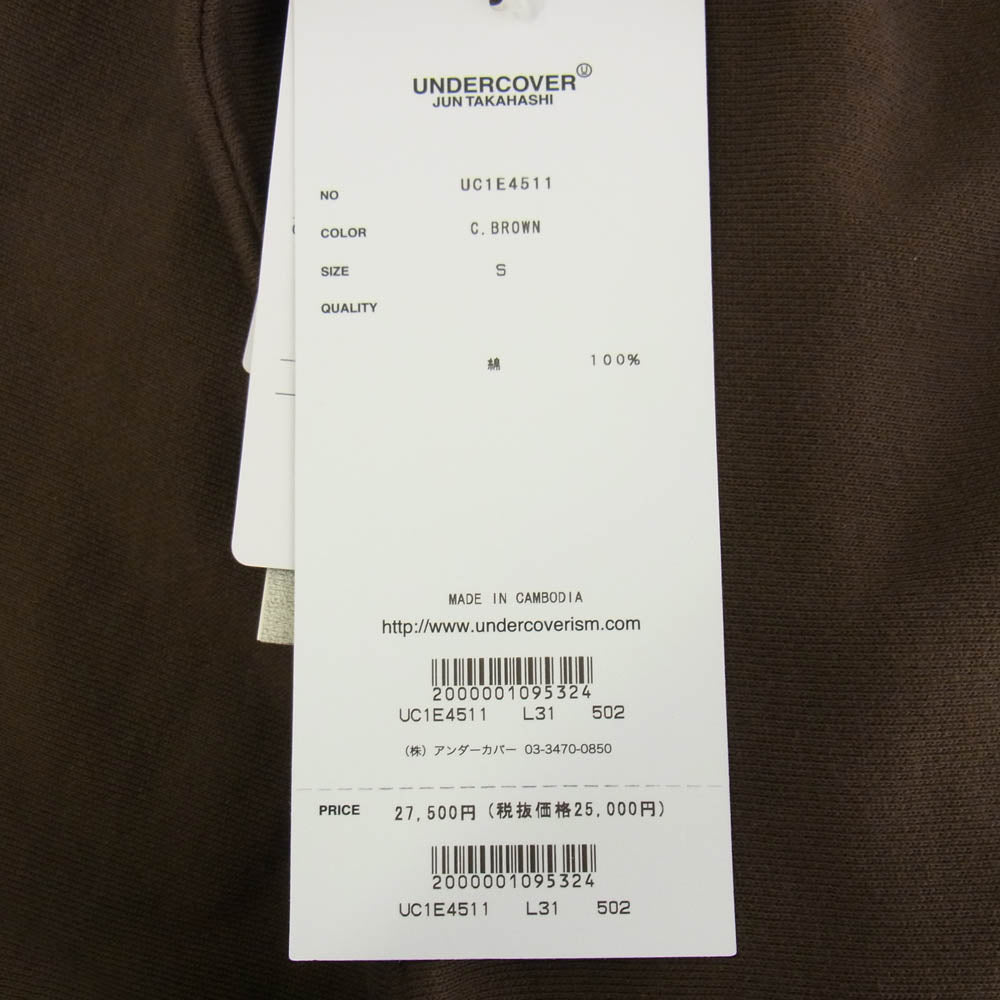 UNDERCOVER Ⓤ
JUN TAKAHASHI
NO UC1E4511
COLOR C.BROWN
SIZE S
QUALITY
綿 100%
MADE IN CAMBODIA
http://www.undercoverism.com
2000001095324
UC1E4511 L31 502
(株) アンダーカバー 03-3470-0850
PRICE 27,500円 (税抜価格25,000円)
2000001095324
UC1E4511 L31 502